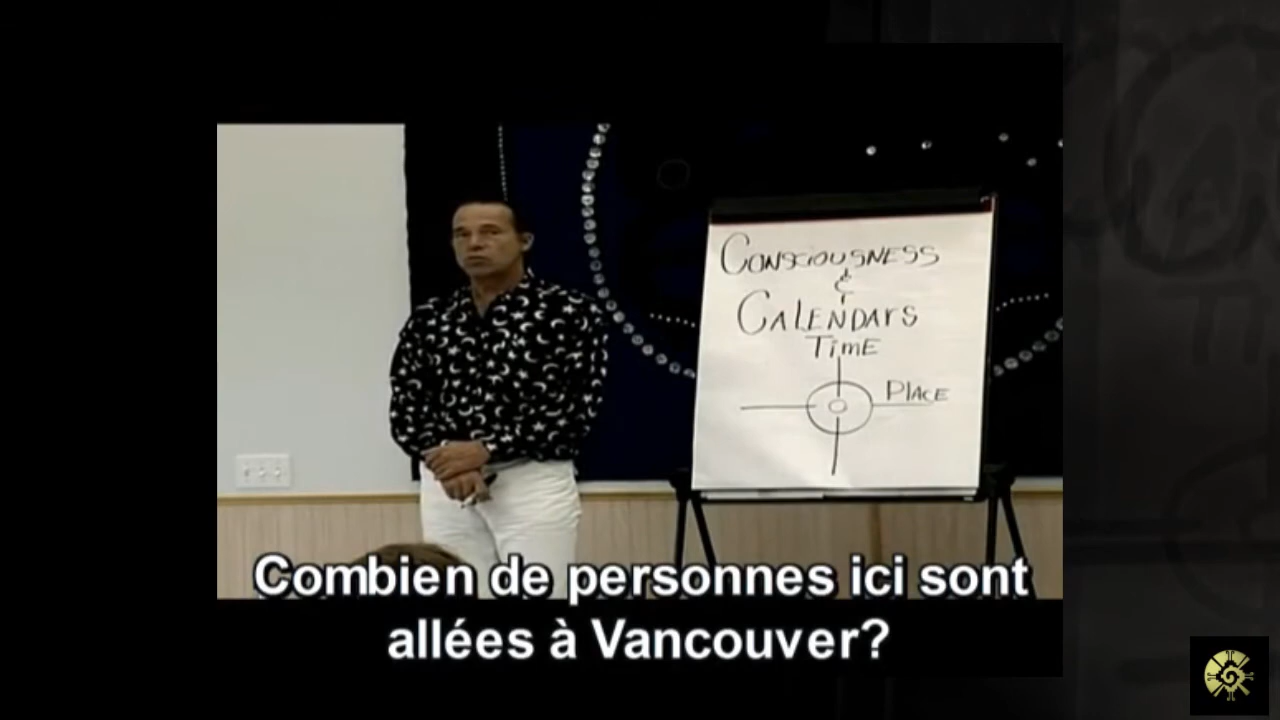 Consciousness
&
Calendars
Time
Place
Combien de personnes ici sont
allées à Vancouver?